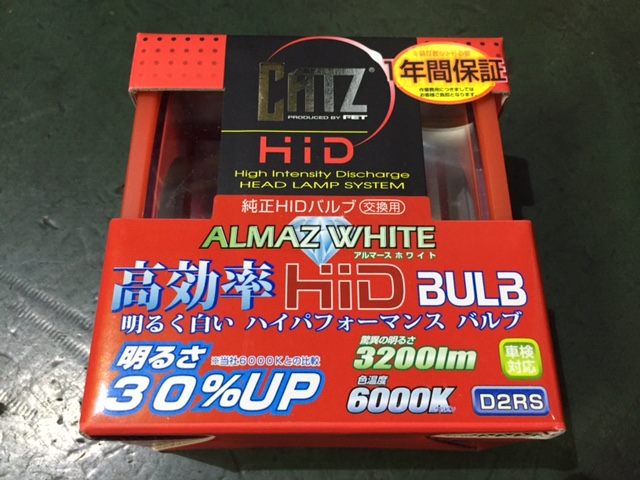 CATZ®
PRODUCED BY FET
HiD
High Intensity Discharge
HEAD LAMP SYSTEM
純正HIDバルブ 交換用
年間保証
ALMAZ WHITE
アルマーズ ホワイト
高効率 HiD BULB
明るく白い ハイパフォーマンス バルブ
明るさ ※当社6000Kとの比較
30%UP
驚異の明るさ
3200lm
色温度
6000K
車検
対応
D2RS